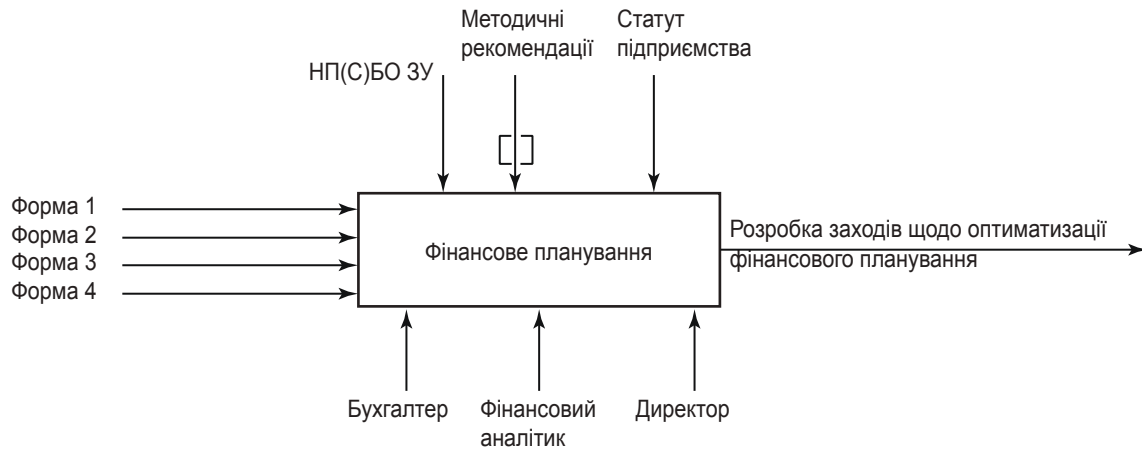 Методичні
рекомендації
Статут
підприємства
НП(С)БО ЗУ
Форма 1
Форма 2
Форма 3
Форма 4
Фінансове планування
Розробка заходів щодо оптиматизації
фінансового планування
Бухгалтер
Фінансовий
аналітик
Директор